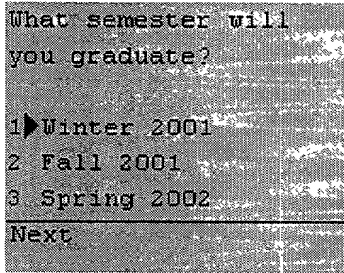 What semester will
you graduate?
1▶Winter 2001
2 Fall 2001
3 Spring 2002
Next